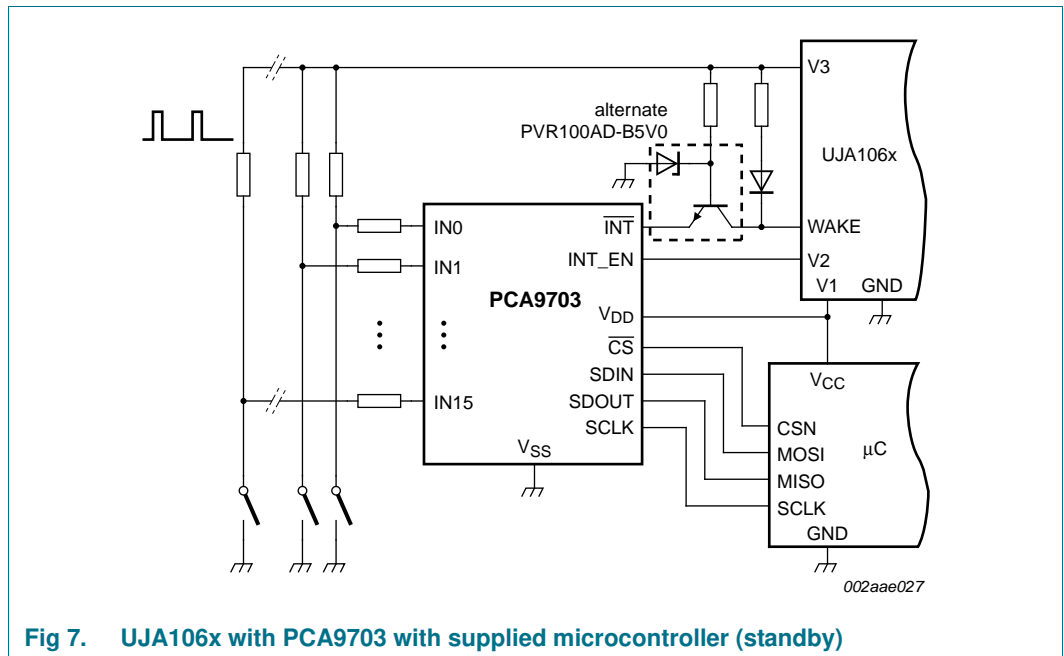 V3
alternate
PVR100AD-B5V0
UJA106x
IN0
INT
WAKE
INT_EN
V2
IN1
V1
GND
PCA9703
VDD
CS
VCC
SDIN
IN15
SDOUT
CSN
SCLK
MOSI
μC
VSS
MISO
SCLK
GND
002aae027
Fig 7. UJA106x with PCA9703 with supplied microcontroller (standby)